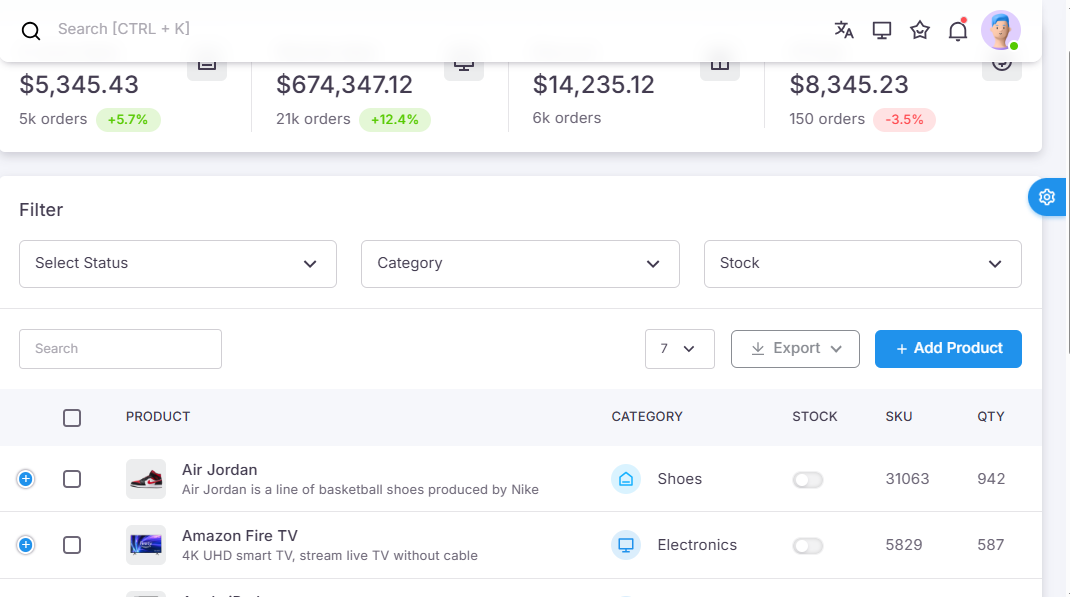 Search [CTRL + K]
$5,345.43
$674,347.12
$14,235.12
$8,345.23
5k orders +5.7%
21k orders +12.4%
6k orders
150 orders -3.5%
Filter
Select Status
Category
Stock
Search
7
Export
+ Add Product
PRODUCT CATEGORY STOCK SKU QTY
Air Jordan
Air Jordan is a line of basketball shoes produced by Nike
Shoes
31063
942
Amazon Fire TV
4K UHD smart TV, stream live TV without cable
Electronics
5829
587